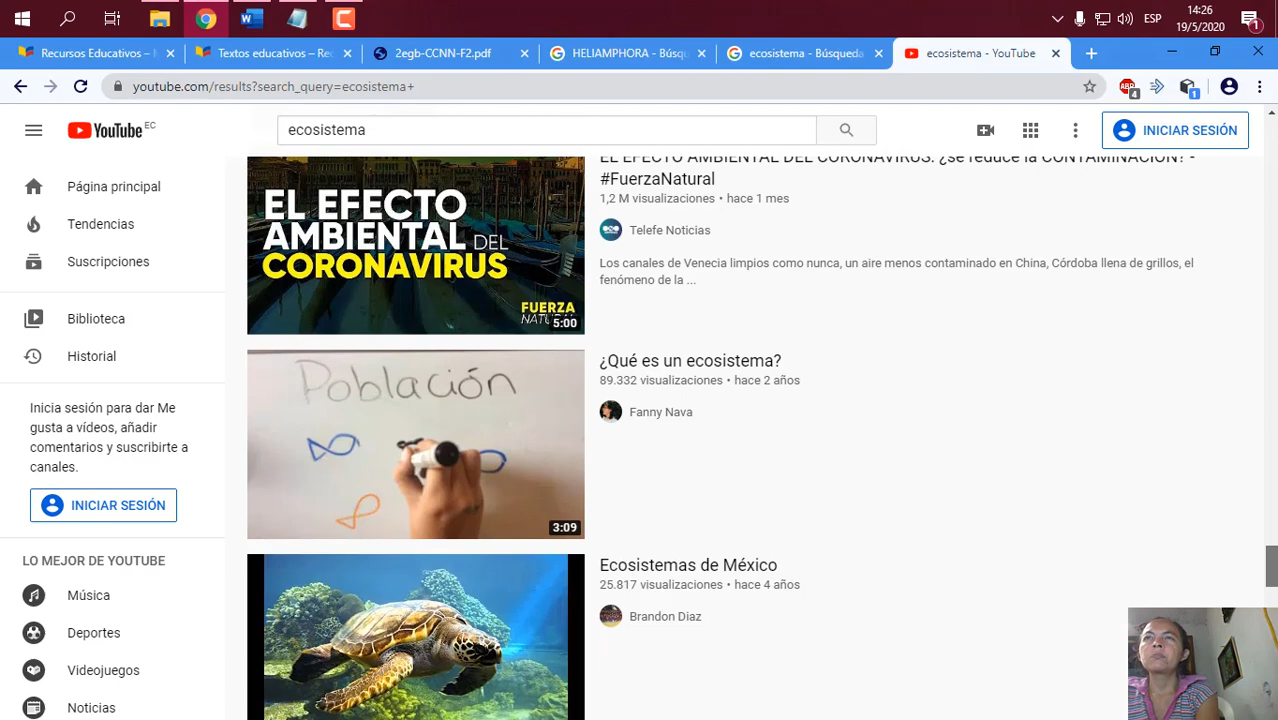 14:26
ESP
19/5/2020
1
Recursos Educativos –
Textos educativos – Re
2egb-CCNN-F2.pdf
HELIAMPHORA - Búsqu
ecosistema - Búsqueda
ecosistema - YouTube
youtube.com/results?search_query=ecosistema+
ABP
4
1
YouTube EC
ecosistema
INICIAR SESIÓN
Página principal
Tendencias
Suscripciones
Biblioteca
Historial
Inicia sesión para dar Me
gusta a vídeos, añadir
comentarios y suscribirte a
canales.
INICIAR SESIÓN
LO MEJOR DE YOUTUBE
Música
Deportes
Videojuegos
Noticias
EL EFECTO
AMBIENTAL DEL
CORONAVIRUS
FUERZA
NATURAL
5:00
EL EFECTO AMBIENTAL DEL CORONAVIRUS: ¿se reduce la CONTAMINACIÓN? -
#FuerzaNatural
1,2 M visualizaciones • hace 1 mes
Telefe Noticias
Los canales de Venecia limpios como nunca, un aire menos contaminado en China, Córdoba llena de grillos, el
fenómeno de la ...
Población
3:09
¿Qué es un ecosistema?
89.332 visualizaciones • hace 2 años
Fanny Nava
Ecosistemas de México
25.817 visualizaciones • hace 4 años
Brandon Diaz